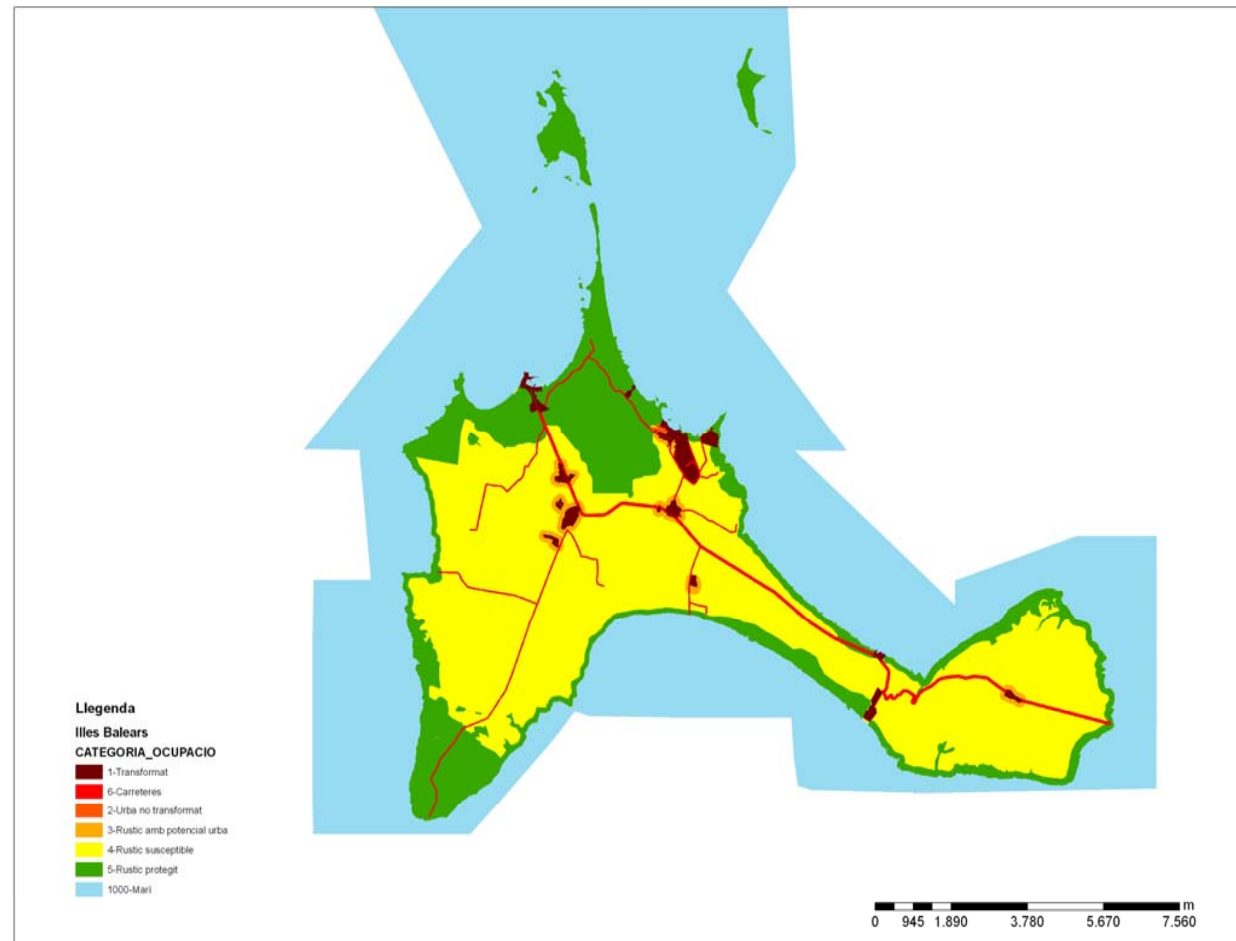 Llegenda
Illes Balears
CATEGORIA_OCUPACIO
1-Transformat
6-Carreteres
2-Urba no transformat
3-Rustic amb potencial urba
4-Rustic susceptible
5-Rustic protegit
1000-Marí
m
0 945 1.890 3.780 5.670 7.560